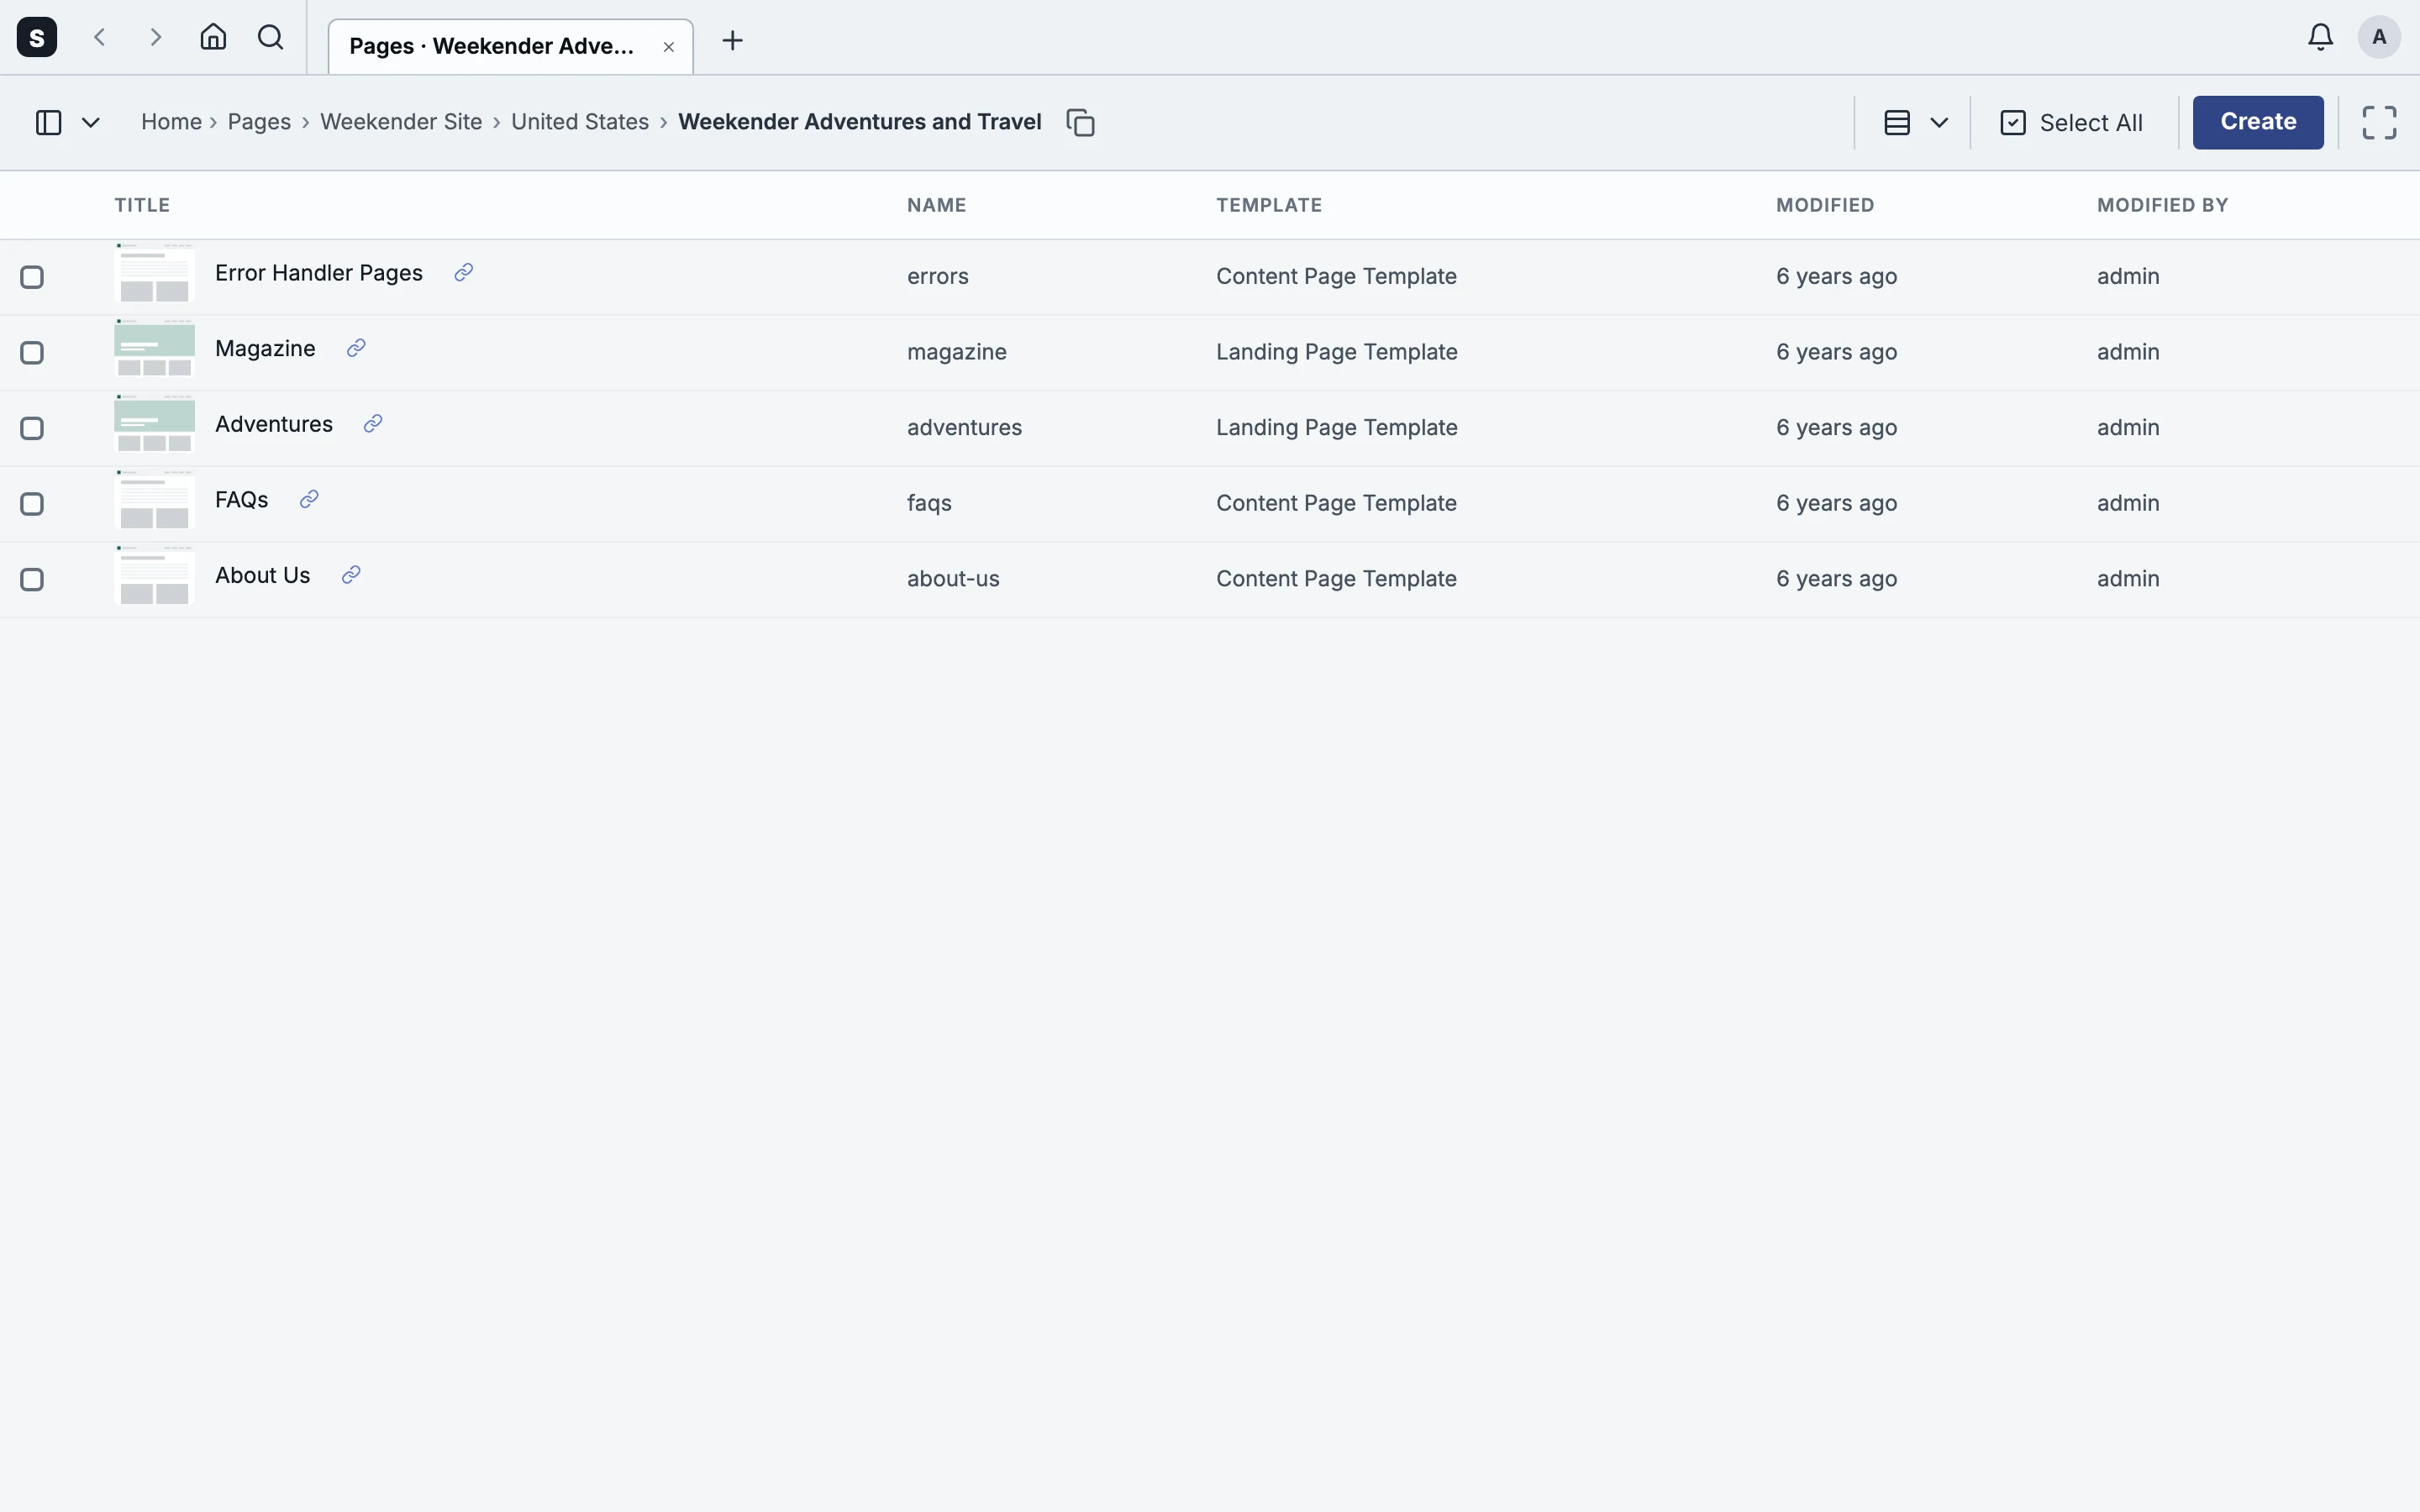 S
Pages · Weekender Adve...
A
Home › Pages › Weekender Site › United States › Weekender Adventures and Travel
Select All
Create
TITLE NAME TEMPLATE MODIFIED MODIFIED BY
Error Handler Pages errors Content Page Template 6 years ago admin
Magazine magazine Landing Page Template 6 years ago admin
Adventures adventures Landing Page Template 6 years ago admin
FAQs faqs Content Page Template 6 years ago admin
About Us about-us Content Page Template 6 years ago admin